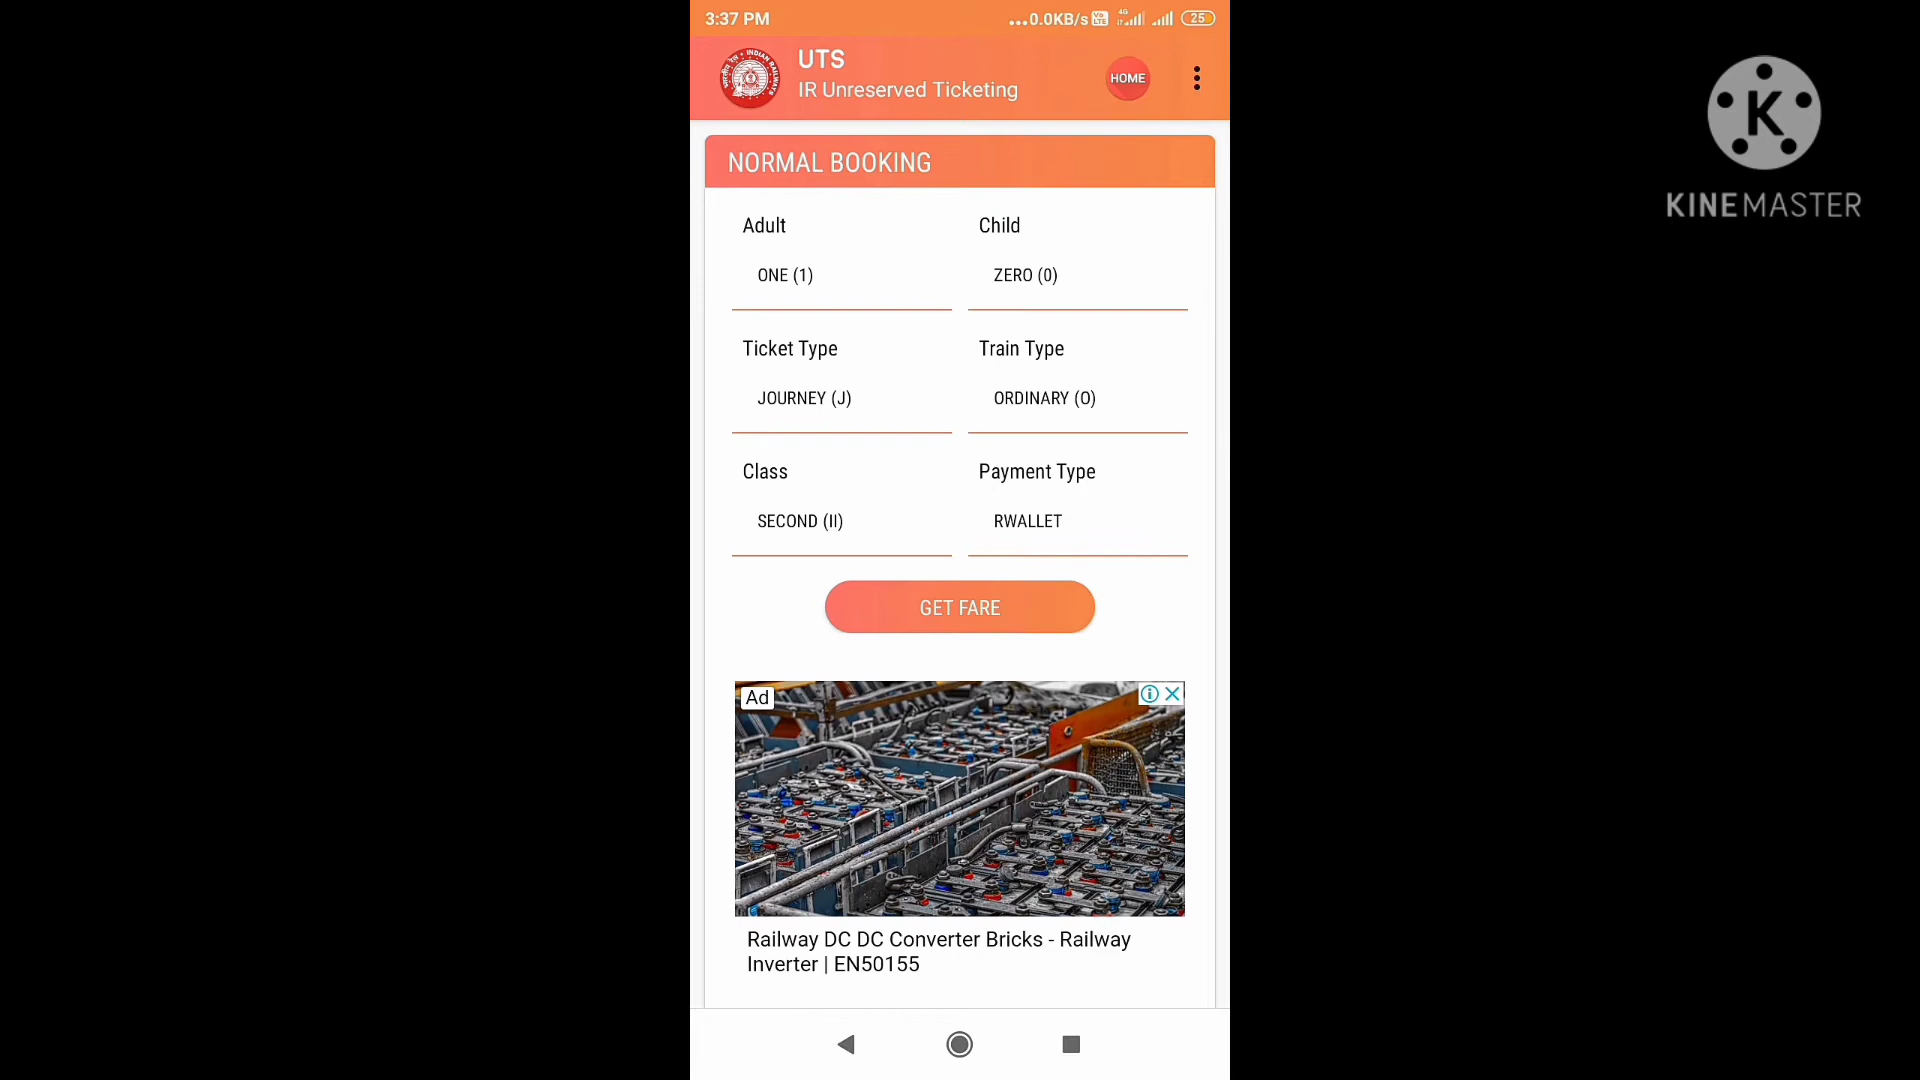 3:37 PM
...0.0KB/s
4G
25
UTS
IR Unreserved Ticketing
HOME
NORMAL BOOKING
Adult
Child
ONE (1)
ZERO (0)
Ticket Type
Train Type
JOURNEY (J)
ORDINARY (O)
Class
Payment Type
SECOND (II)
RWALLET
GET FARE
Ad
Railway DC DC Converter Bricks - Railway
Inverter | EN50155
K
KINEMASTER